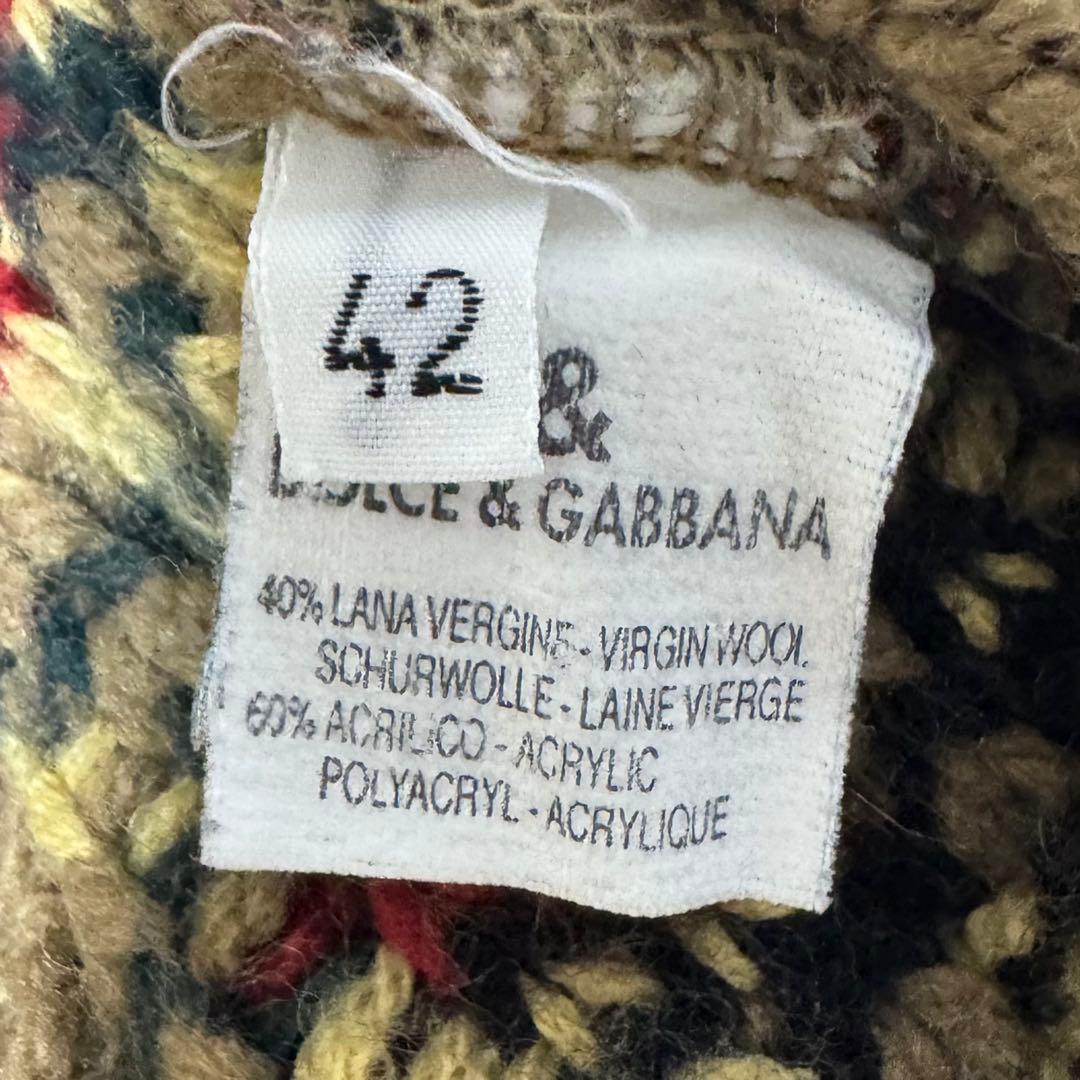 42
&
DOLCE & GABBANA
40% LANA VERGINE - VIRGIN WOOL
SCHURWOLLE - LAINE VIERGE
60% ACRILICO - ACRYLIC
POLYACRYL - ACRYLIQUE